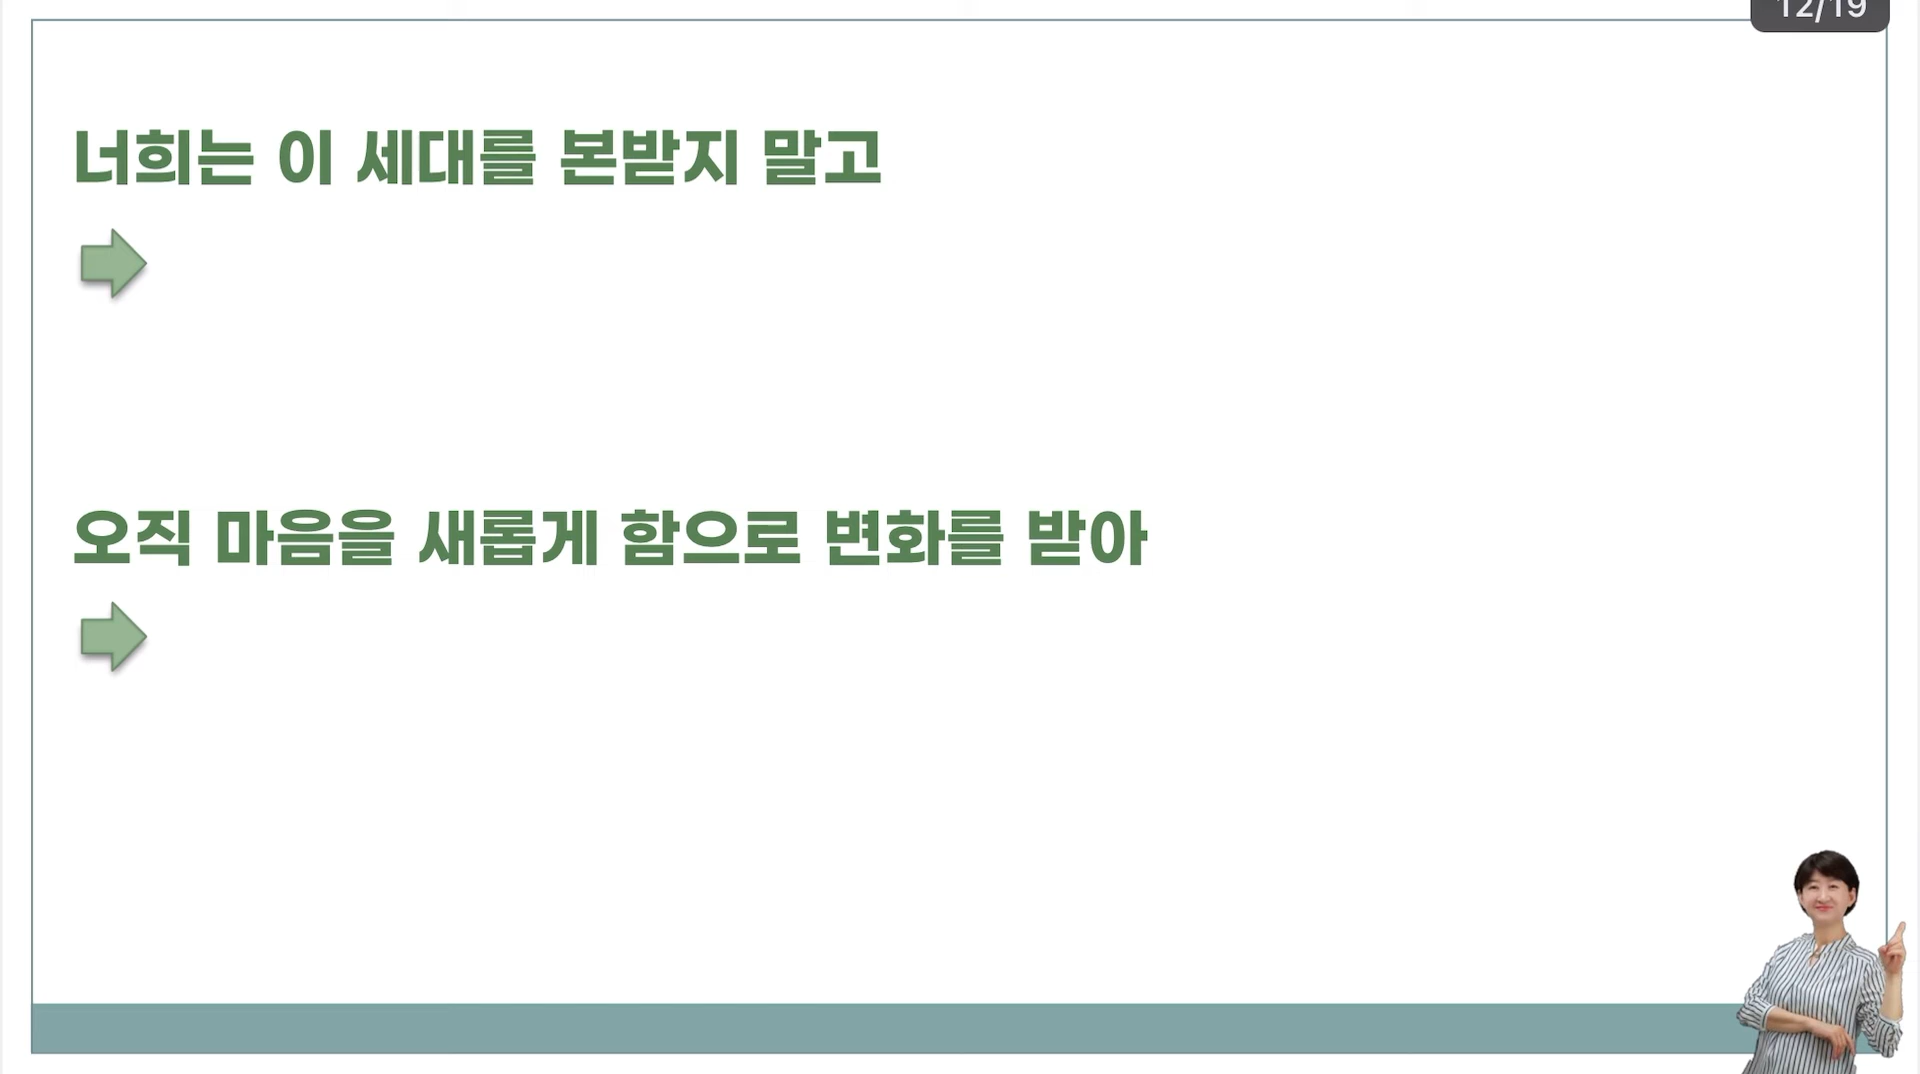 12/19
너희는 이 세대를 본받지 말고
오직 마음을 새롭게 함으로 변화를 받아